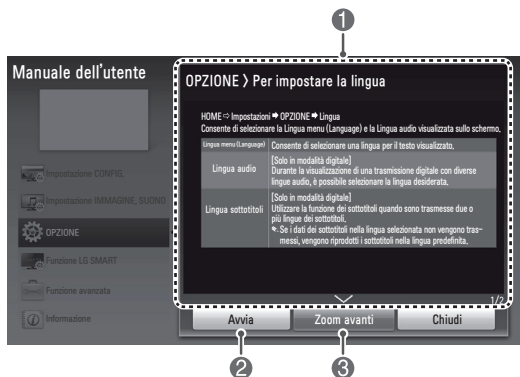 1
Manuale dell'utente
OPZIONE > Per impostare la lingua
HOME ⇨ Impostazioni ➡ OPZIONE ➡ Lingua
Consente di selezionare la Lingua menu (Language) e la Lingua audio visualizzata sullo schermo.
Lingua menu (Language) Consente di selezionare una lingua per il testo visualizzato.
Lingua audio
[Solo in modalità digitale]
Durante la visualizzazione di una trasmissione digitale con diverse
lingue audio, è possibile selezionare la lingua desiderata.
Lingua sottotitoli
[Solo in modalità digitale]
Utilizzare la funzione dei sottotitoli quando sono trasmesse due o
più lingue dei sottotitoli.
Se i dati dei sottotitoli nella lingua selezionata non vengono tras-
messi, vengono riprodotti i sottotitoli nella lingua predefinita.
Impostazione CONFIG.
Impostazione IMMAGINE, SUONO
OPZIONE
Funzione LG SMART
Funzione avanzata
Informazione
1/2
Avvia
Zoom avanti
Chiudi
2
3